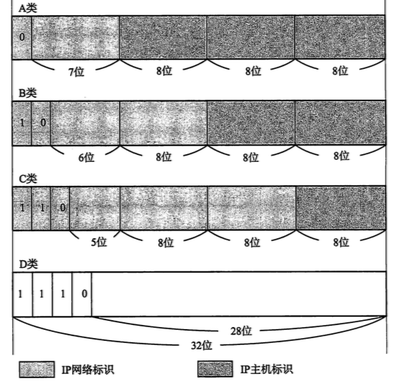 A类
0
7位 8位 8位 8位
B类
1 0
6位 8位 8位 8位
C类
1 1 0
5位 8位 8位 8位
D类
1 1 1 0
28位
32位
IP网络标识 IP主机标识